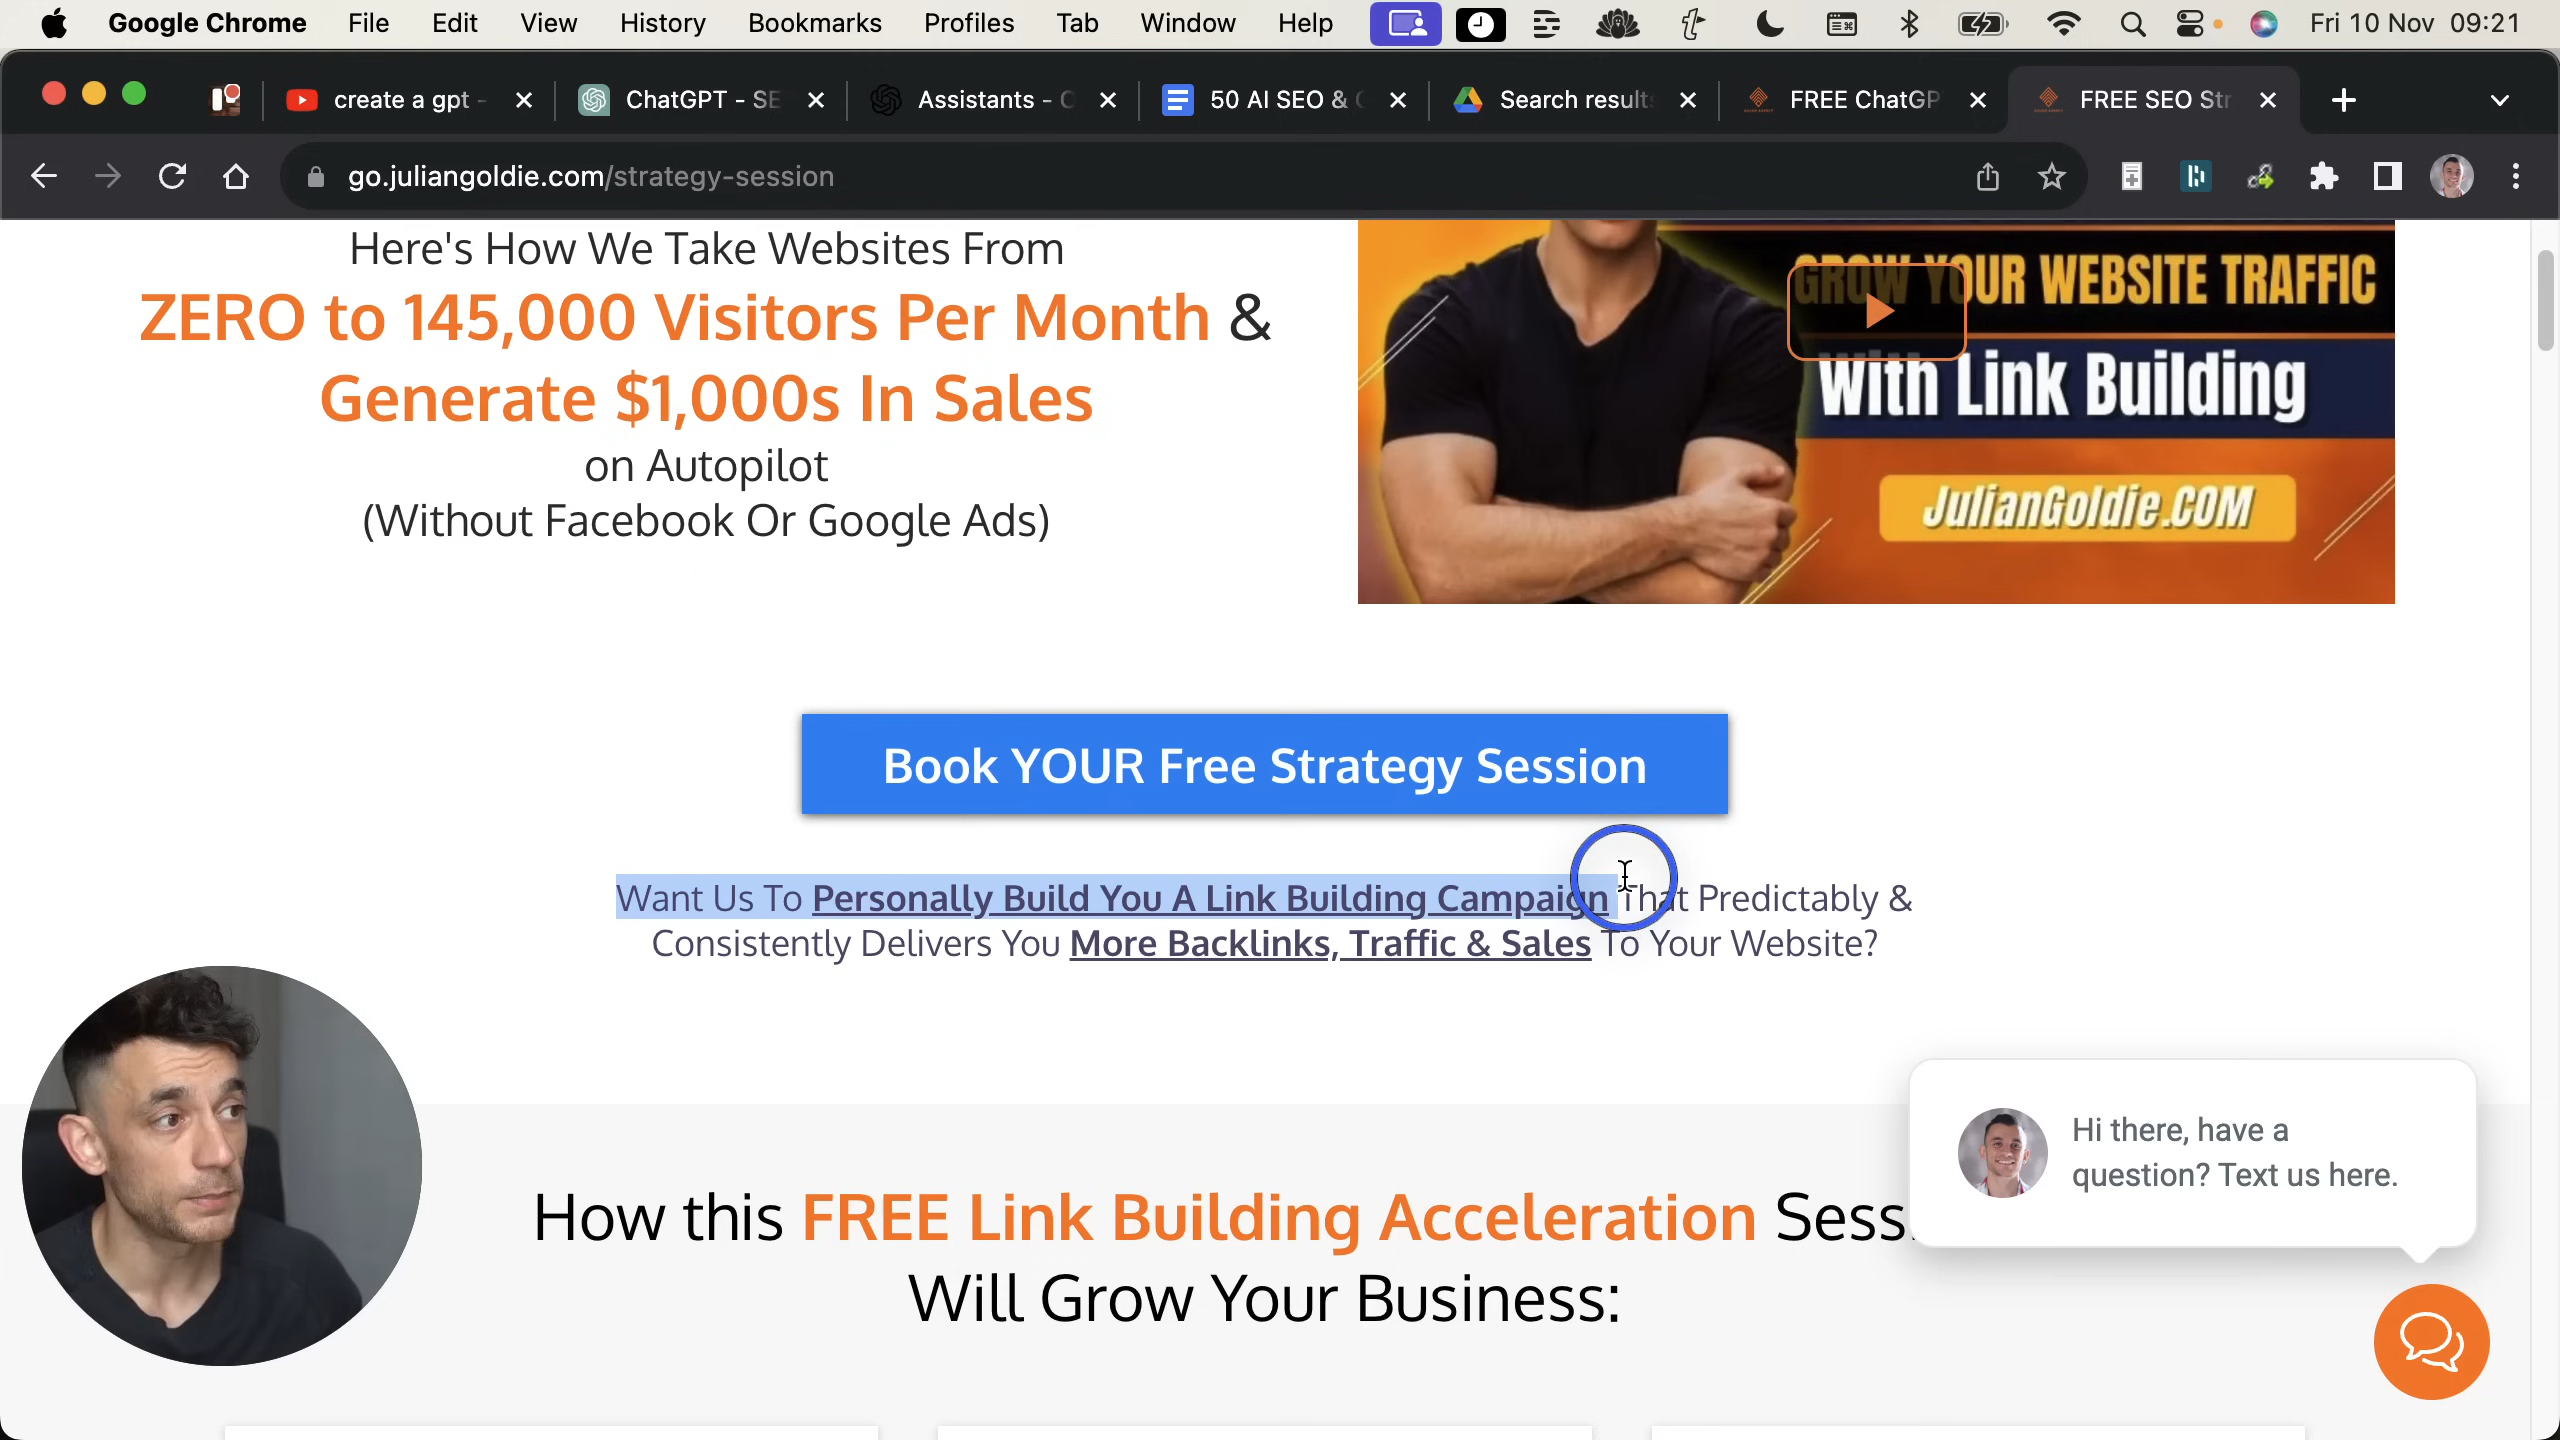 Google Chrome File Edit View History Bookmarks Profiles Tab Window Help Fri 10 Nov 09:21
create a gpt - ChatGPT - SE Assistants - O 50 AI SEO & Search results FREE ChatGP FREE SEO Str
go.juliangoldie.com/strategy-session
Here's How We Take Websites From
ZERO to 145,000 Visitors Per Month &
Generate $1,000s In Sales
on Autopilot
(Without Facebook Or Google Ads)
GROW YOUR WEBSITE TRAFFIC
With Link Building
JulianGoldie.COM
Book YOUR Free Strategy Session
Want Us To Personally Build You A Link Building Campaign That Predictably &
Consistently Delivers You More Backlinks, Traffic & Sales To Your Website?
Hi there, have a
question? Text us here.
How this FREE Link Building Acceleration Sess
Will Grow Your Business: